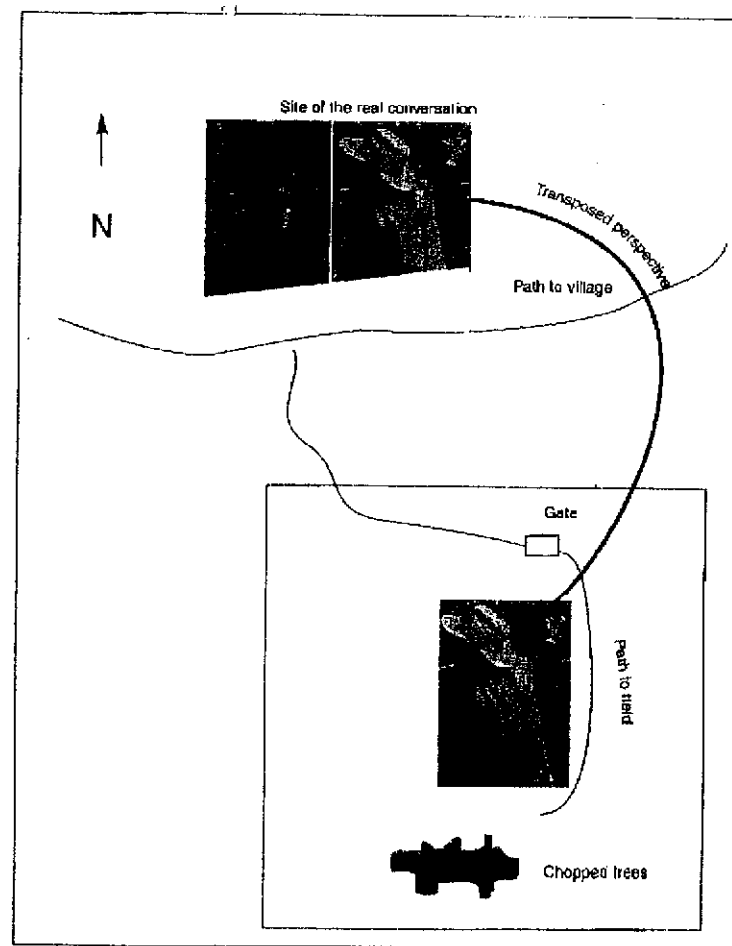 Site of the real conversation
N
Transposed perspective
Path to village
Gate
Path to field
Chopped trees